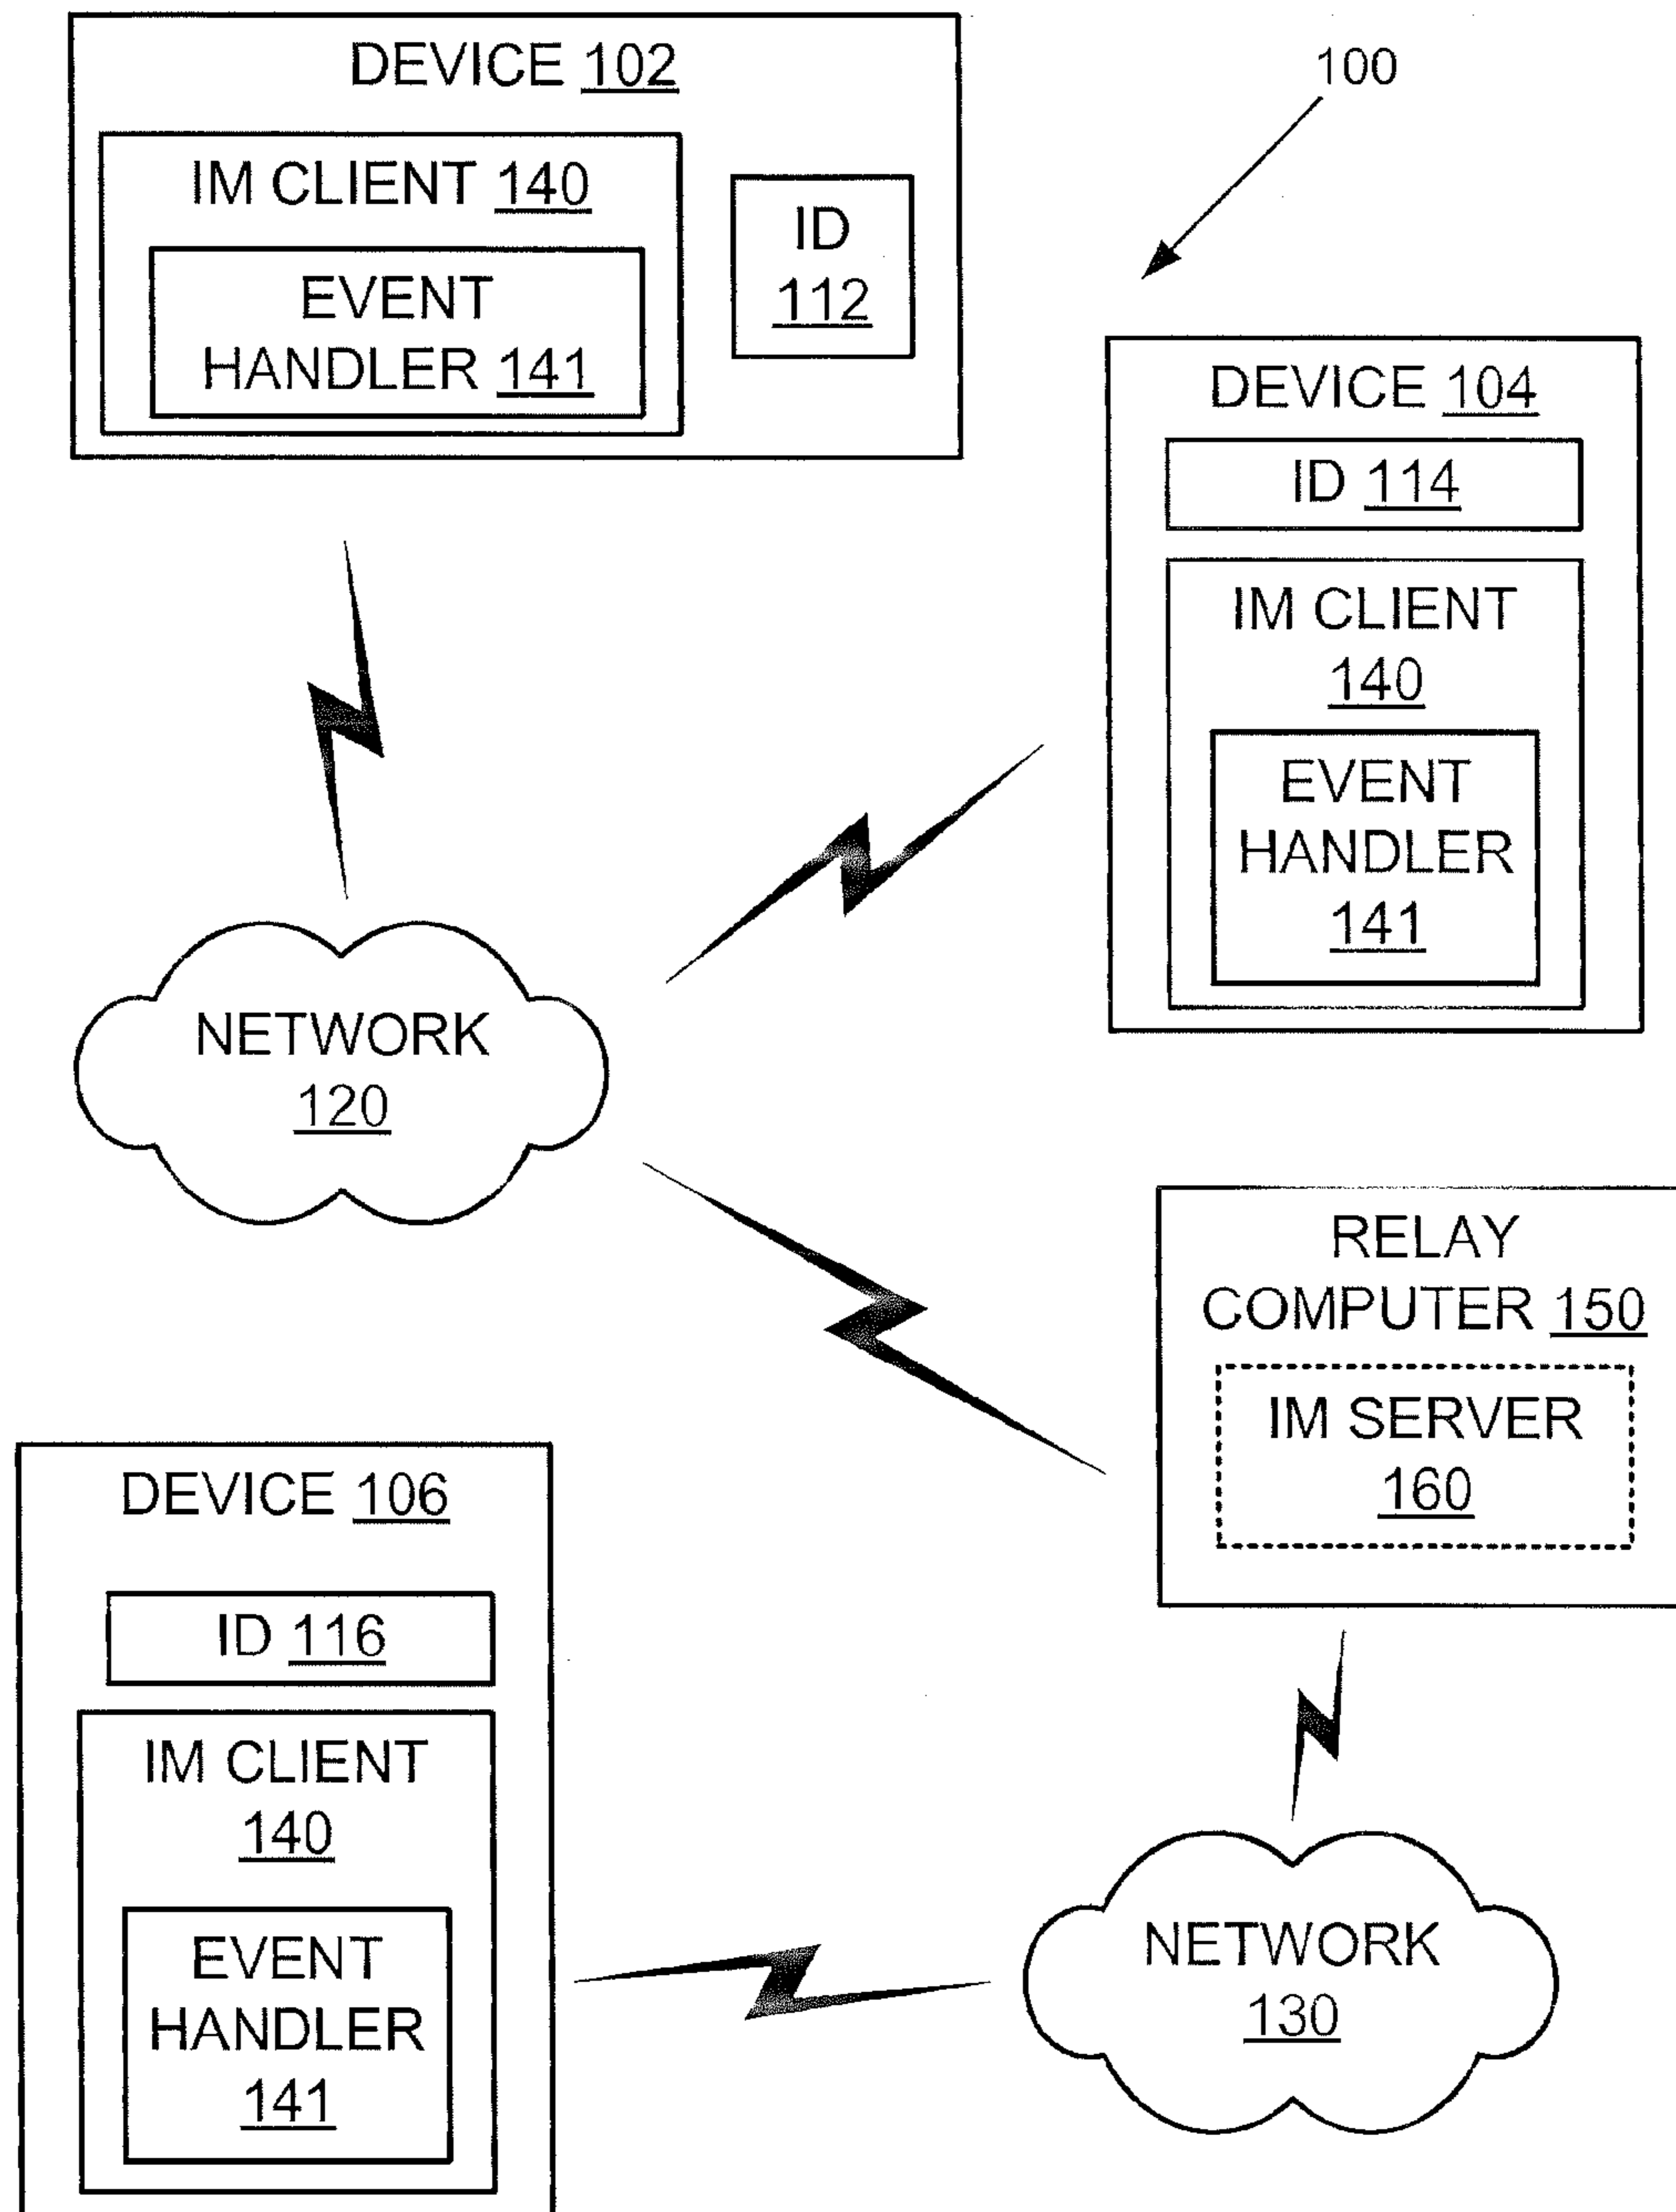 DEVICE 102
100
IM CLIENT 140
ID
112
EVENT
HANDLER 141
DEVICE 104
ID 114
IM CLIENT
140
EVENT
HANDLER
141
NETWORK
120
RELAY
COMPUTER 150
IM SERVER
160
DEVICE 106
ID 116
IM CLIENT
140
EVENT
HANDLER
141
NETWORK
130